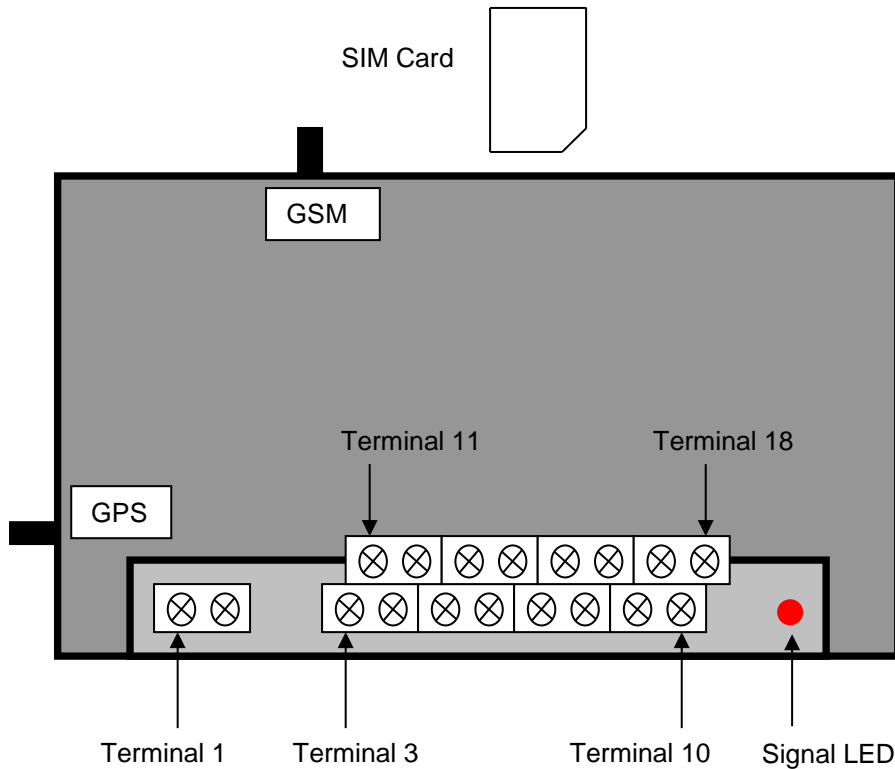 SIM Card
GSM
Terminal 11
Terminal 18
GPS
Terminal 1
Terminal 3
Terminal 10
Signal LED